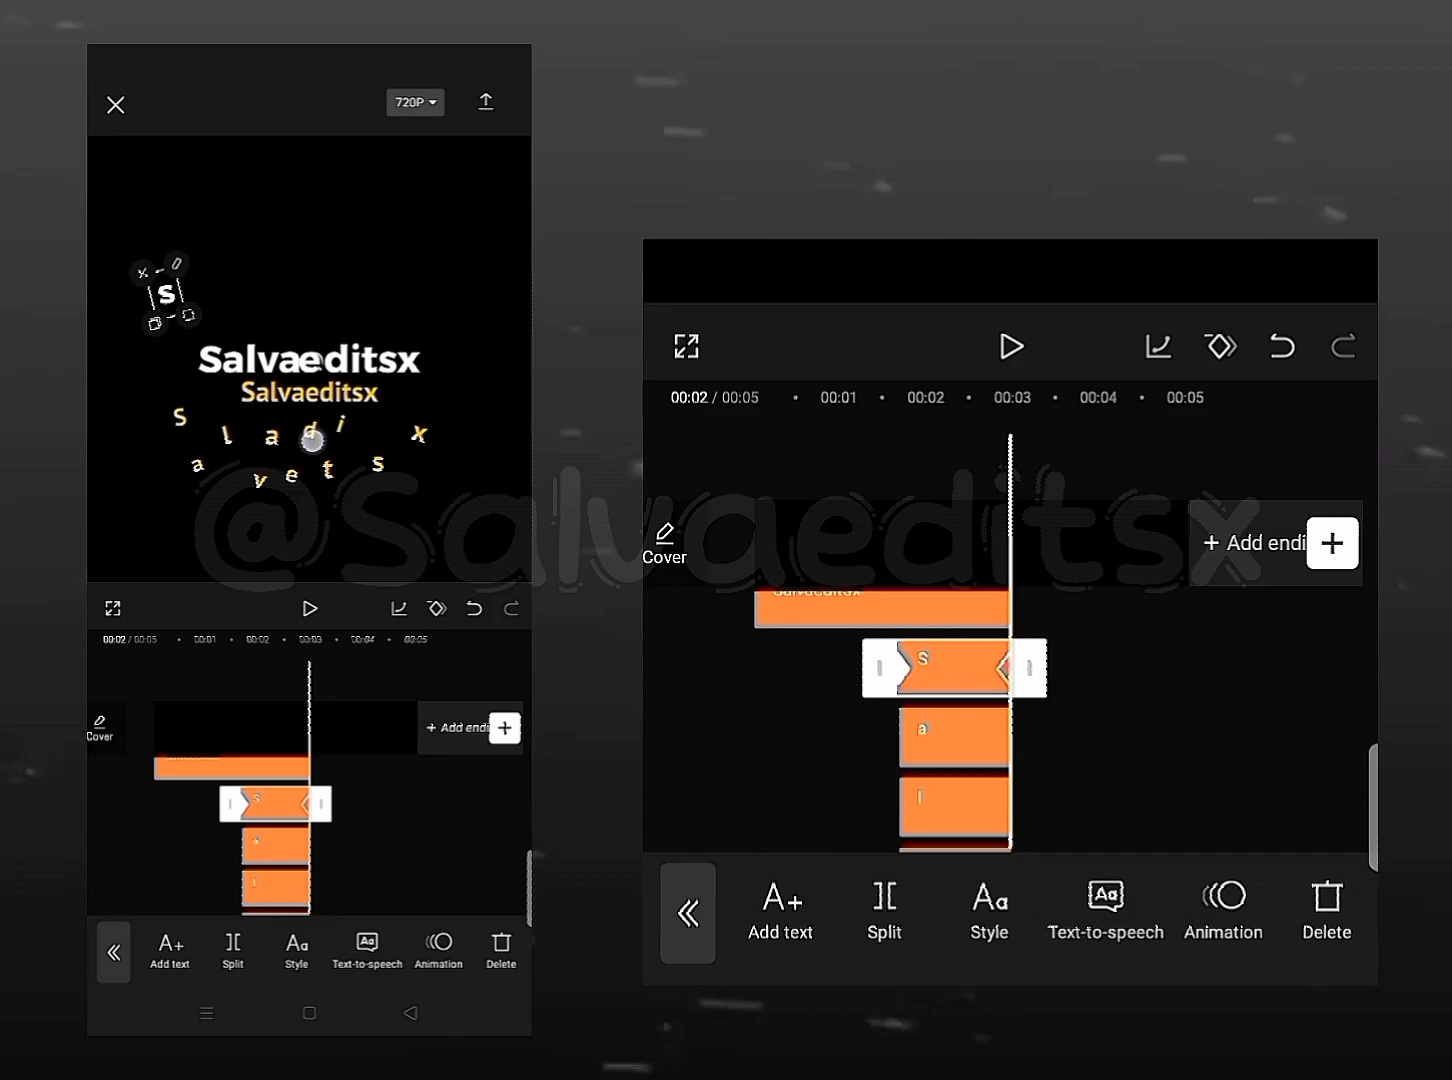 720P
s
Salvaeditsx
Salvaeditsx
S a l v a e d i t s x
@Salvaeditsx
00:02 / 00:05 00:01 00:02 00:03 00:04 00:05
Cover
+ Add endi
s
l
Add text Split Style Text-to-speech Animation Delete
00:02 / 00:05 00:01 00:02 00:03 00:04 00:05
Cover
+ Add endi
Salvaeditsx
S
a
l
Add text Split Style Text-to-speech Animation Delete